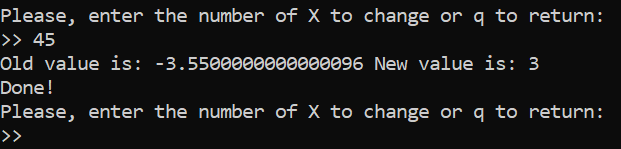 Please, enter the number of X to change or q to return:
>> 45
Old value is: -3.5500000000000096 New value is: 3
Done!
Please, enter the number of X to change or q to return:
>>